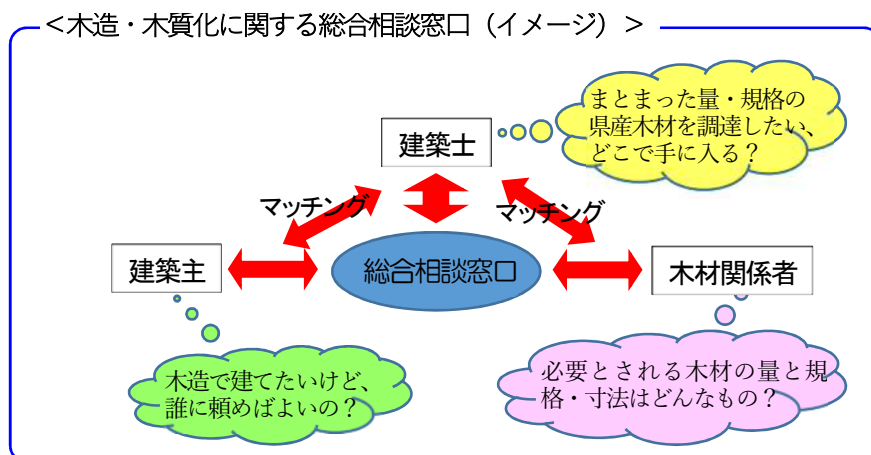 ＜木造・木質化に関する総合相談窓口（イメージ）＞
まとまった量・規格の
県産木材を調達したい、
どこで手に入る？
建築士
マッチング
マッチング
建築主
総合相談窓口
木材関係者
木造で建てたいけど、
誰に頼めばよいの？
必要とされる木材の量と規
格・寸法はどんなもの？